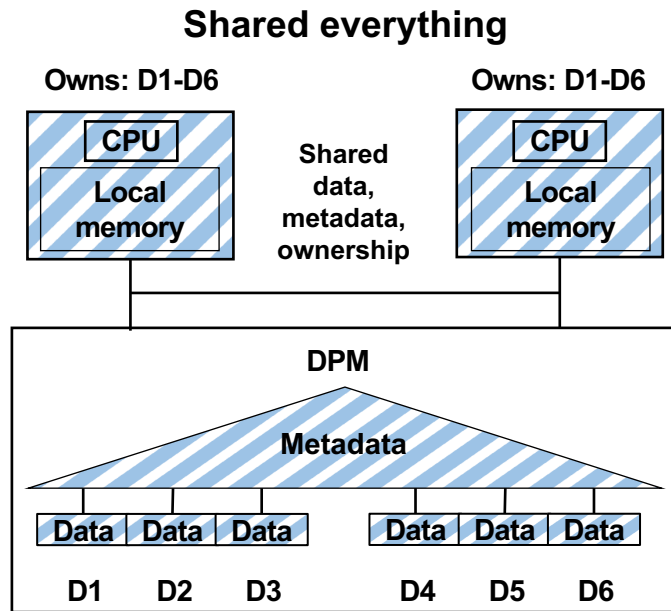 Shared everything
Owns: D1-D6
Owns: D1-D6
CPU
Local
memory
Shared
data,
metadata,
ownership
CPU
Local
memory
DPM
Metadata
Data Data Data Data Data Data
D1 D2 D3 D4 D5 D6